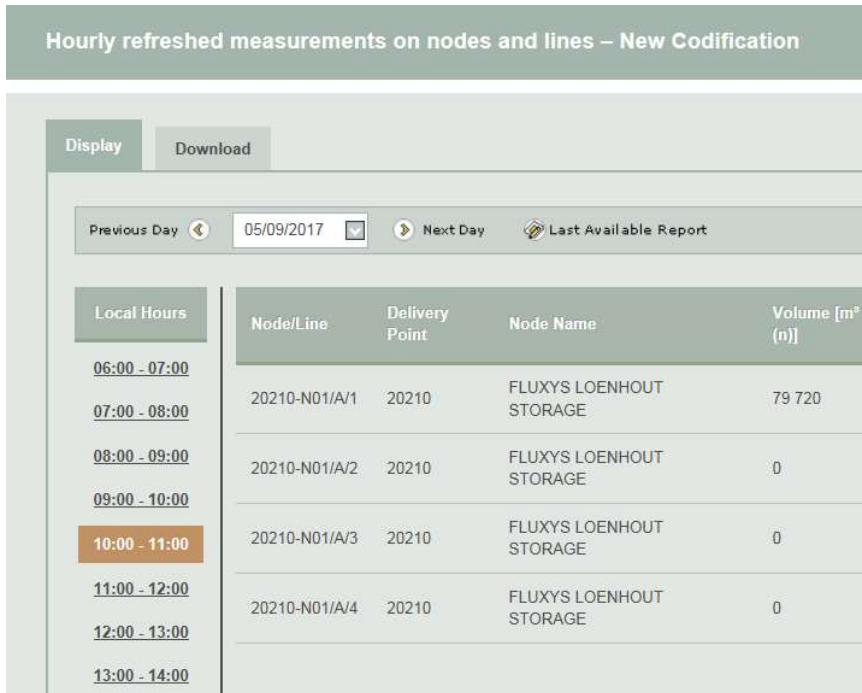 Hourly refreshed measurements on nodes and lines – New Codification
Display
Download
Previous Day
05/09/2017
Next Day
Last Available Report
Local Hours
06:00 - 07:00
07:00 - 08:00
08:00 - 09:00
09:00 - 10:00
10:00 - 11:00
11:00 - 12:00
12:00 - 13:00
13:00 - 14:00
Node/Line
Delivery
Point
Node Name
Volume [m³
(n)]
20210-N01/A/1
20210
FLUXYS LOENHOUT
STORAGE
79 720
20210-N01/A/2
20210
FLUXYS LOENHOUT
STORAGE
0
20210-N01/A/3
20210
FLUXYS LOENHOUT
STORAGE
0
20210-N01/A/4
20210
FLUXYS LOENHOUT
STORAGE
0